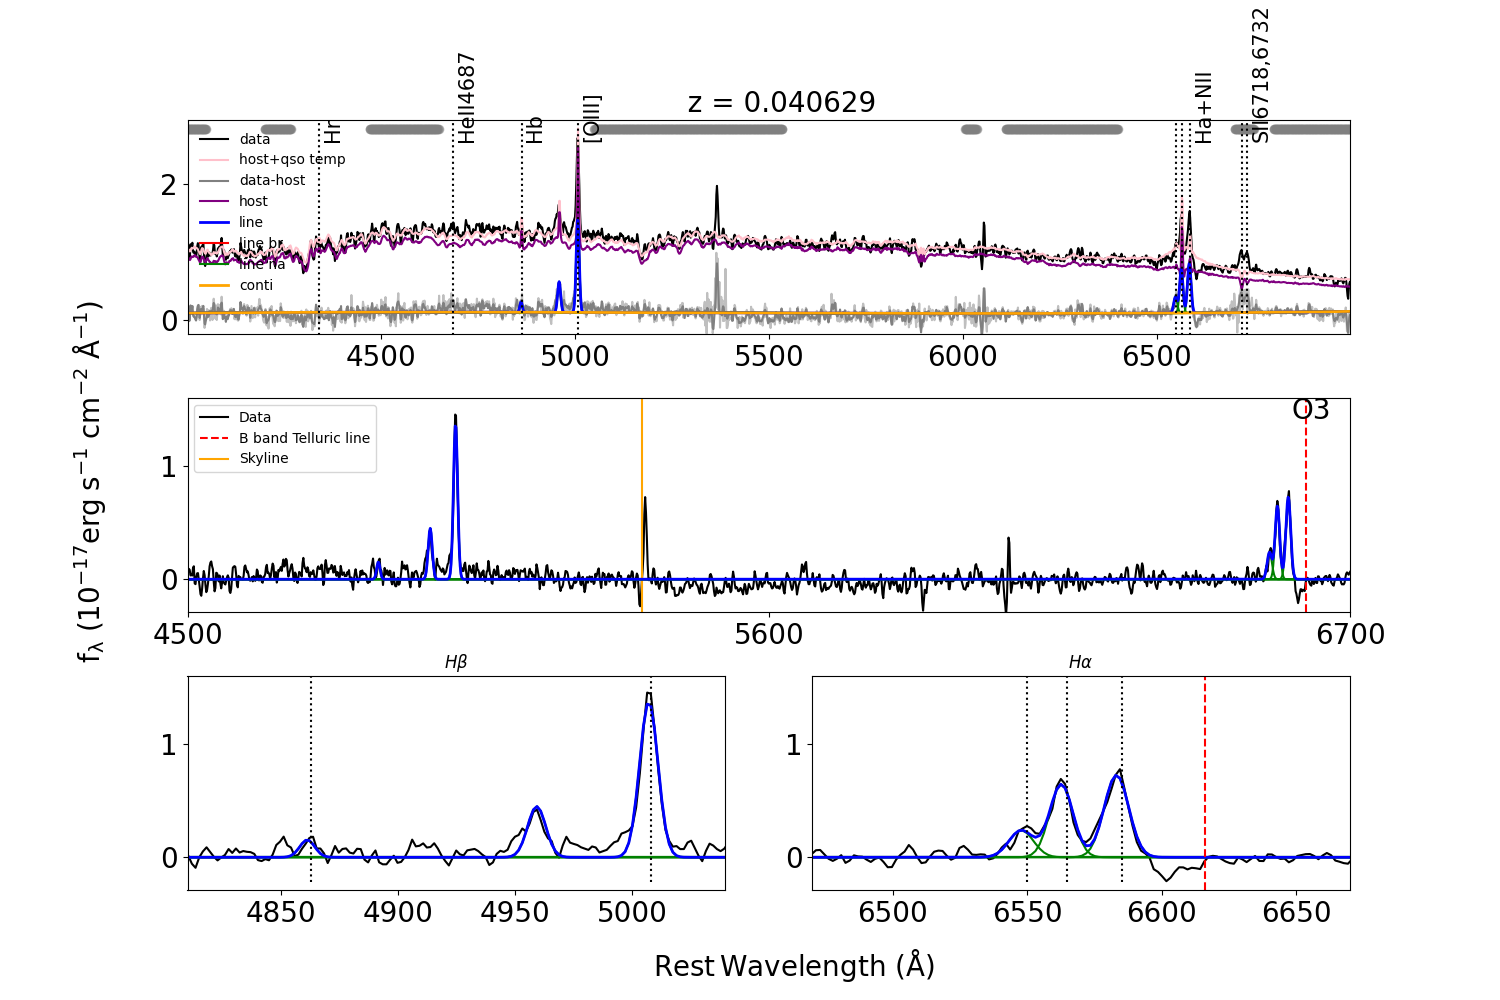 z = 0.040629
Hr
HeII4687
Hb
[OIII]
Ha+NII
SII6718,6732
data
host+qso temp
data-host
host
line
line br
line na
conti
2
0
4500
5000
5500
6000
6500
fλ (10⁻¹⁷erg s⁻¹ cm⁻² Å⁻¹)
Data
B band Telluric line
Skyline
O3
1
0
4500
5600
6700
Hβ
1
0
4850
4900
4950
5000
Hα
1
0
6500
6550
6600
6650
Rest Wavelength (Å)